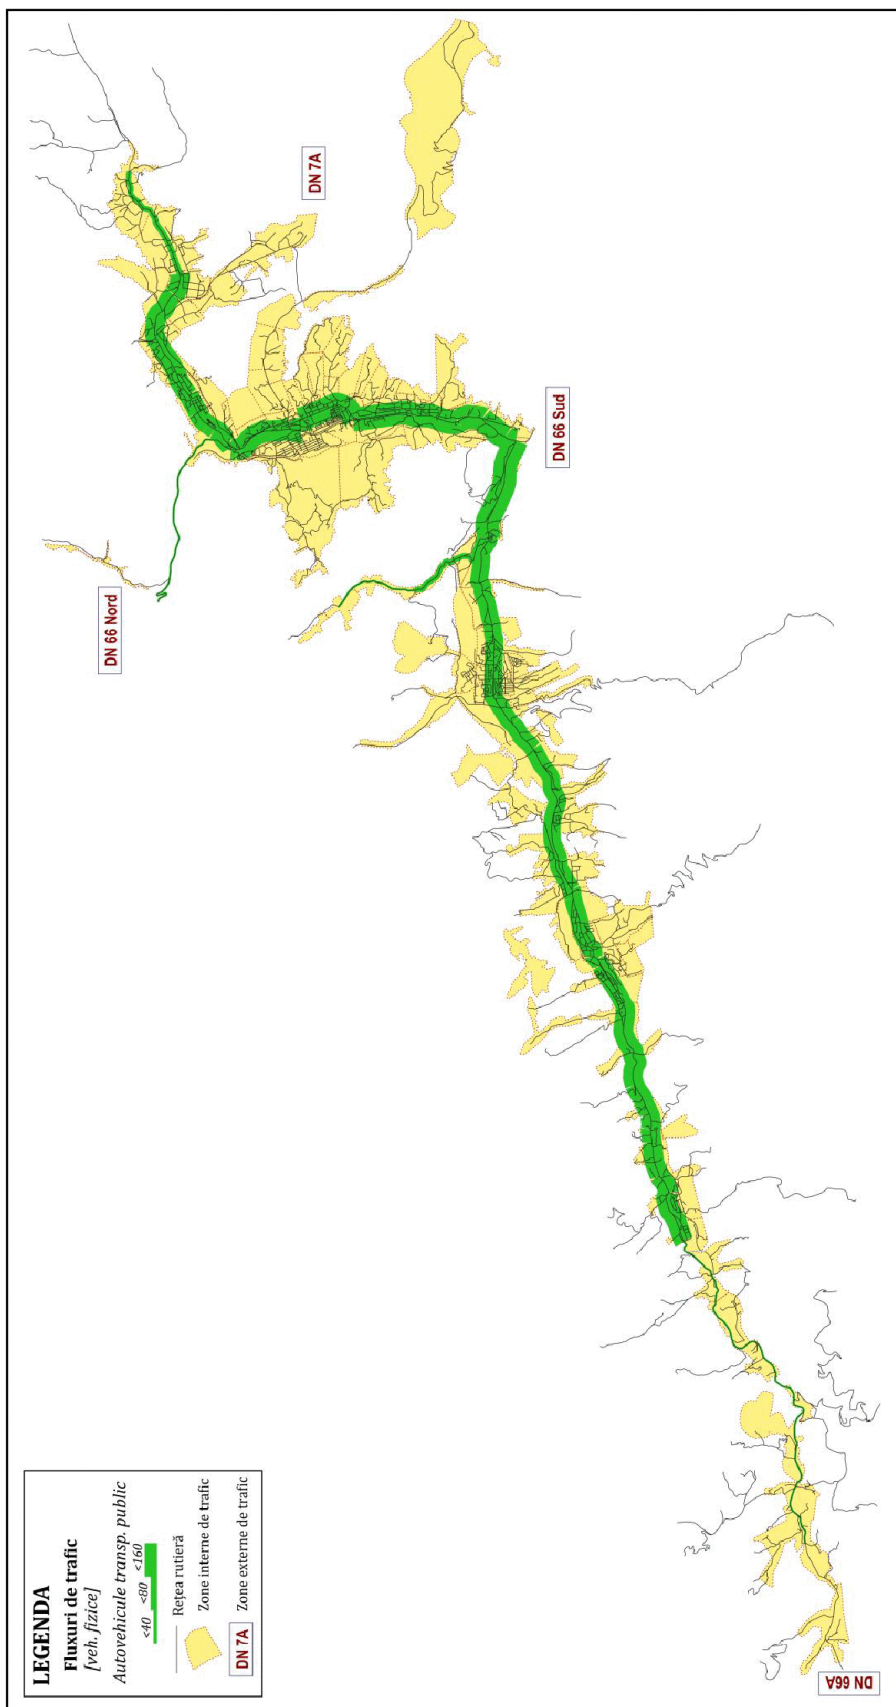 LEGENDA
Fluxuri de trafic
[veh. fizice]
Autovehicule transp. public
<40 <80 <160
Rețea rutieră
Zone interne de trafic
DN 7A Zone externe de trafic
DN 66A
DN 66 Nord
DN 66 Sud
DN 7A